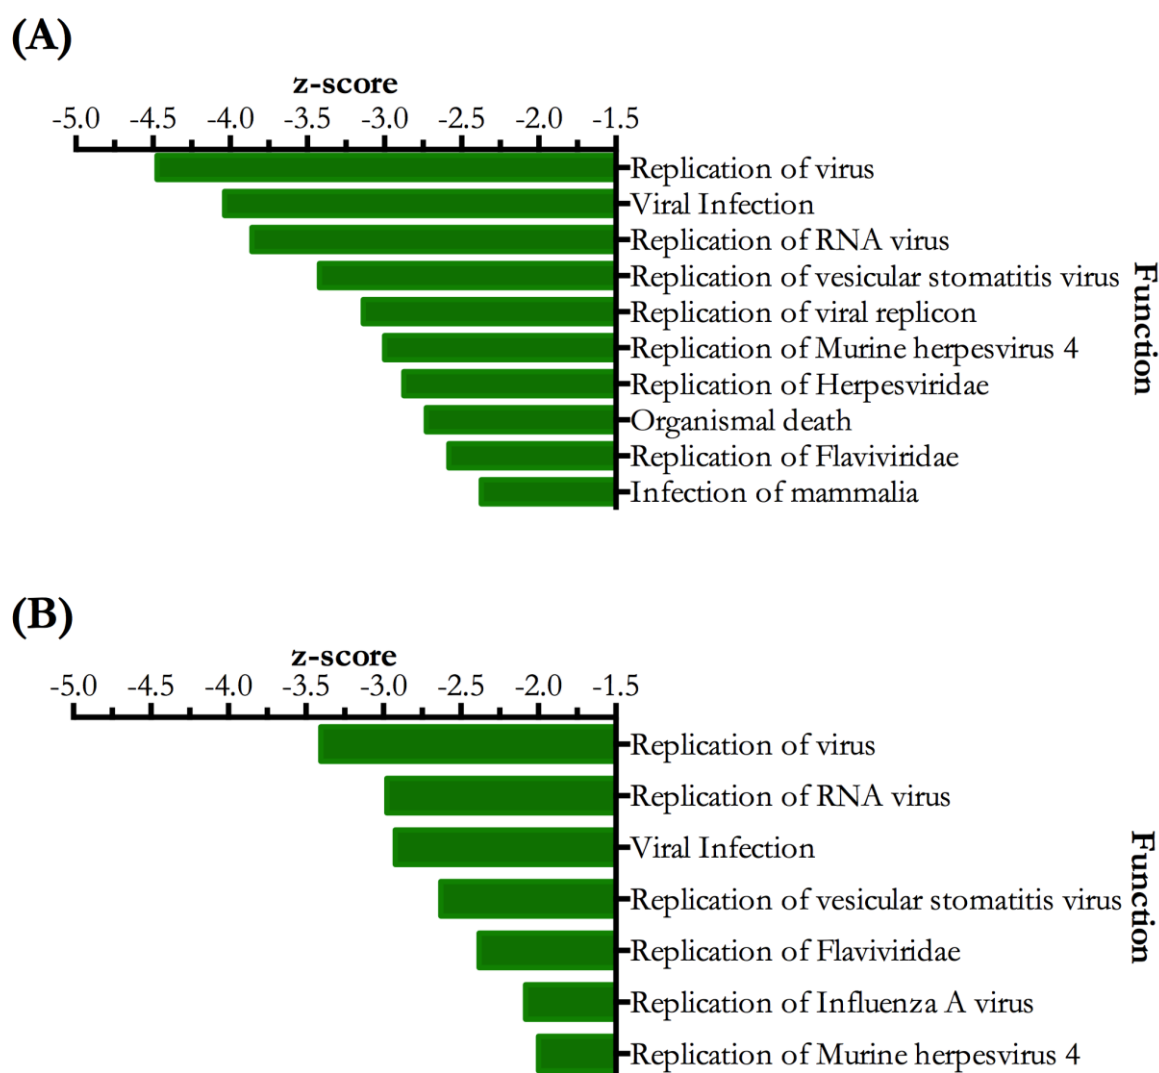 (A)
z-score
-5.0 -4.5 -4.0 -3.5 -3.0 -2.5 -2.0 -1.5
Replication of virus
Viral Infection
Replication of RNA virus
Replication of vesicular stomatitis virus
Replication of viral replicon
Replication of Murine herpesvirus 4
Replication of Herpesviridae
Organismal death
Replication of Flaviviridae
Infection of mammalia
Function
(B)
z-score
-5.0 -4.5 -4.0 -3.5 -3.0 -2.5 -2.0 -1.5
Replication of virus
Replication of RNA virus
Viral Infection
Replication of vesicular stomatitis virus
Replication of Flaviviridae
Replication of Influenza A virus
Replication of Murine herpesvirus 4
Function